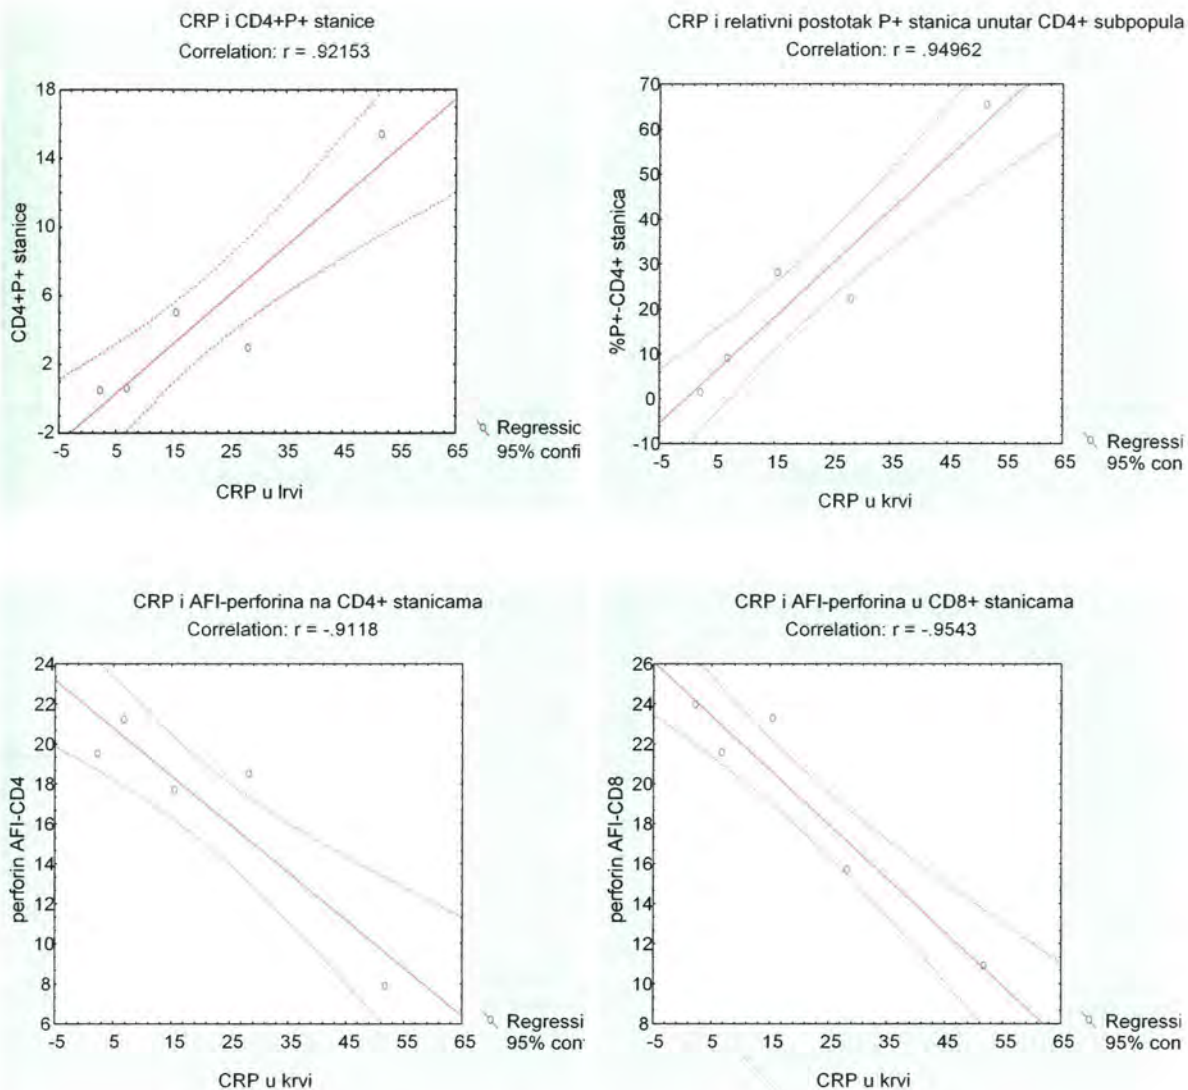 CRP i CD4+P+ stanice
Correlation: r = .92153
CD4+P+ stanice
18
14
10
6
2
-2
-5 5 15 25 35 45 55 65
CRP u lrvi
Regressic
95% confi
CRP i relativni postotak P+ stanica unutar CD4+ subpopula
Correlation: r = .94962
%P+-CD4+ stanica
70
60
50
40
30
20
10
0
-10
-5 5 15 25 35 45 55 65
CRP u krvi
Regressi
95% con
CRP i AFI-perforina na CD4+ stanicama
Correlation: r = -.9118
perforin AFI-CD4
24
22
20
18
16
14
12
10
8
6
-5 5 15 25 35 45 55 65
CRP u krvi
Regressi
95% con
CRP i AFI-perforina u CD8+ stanicama
Correlation: r = -.9543
perforin AFI-CD8
26
24
22
20
18
16
14
12
10
8
-5 5 15 25 35 45 55 65
CRP u krvi
Regressi
95% con